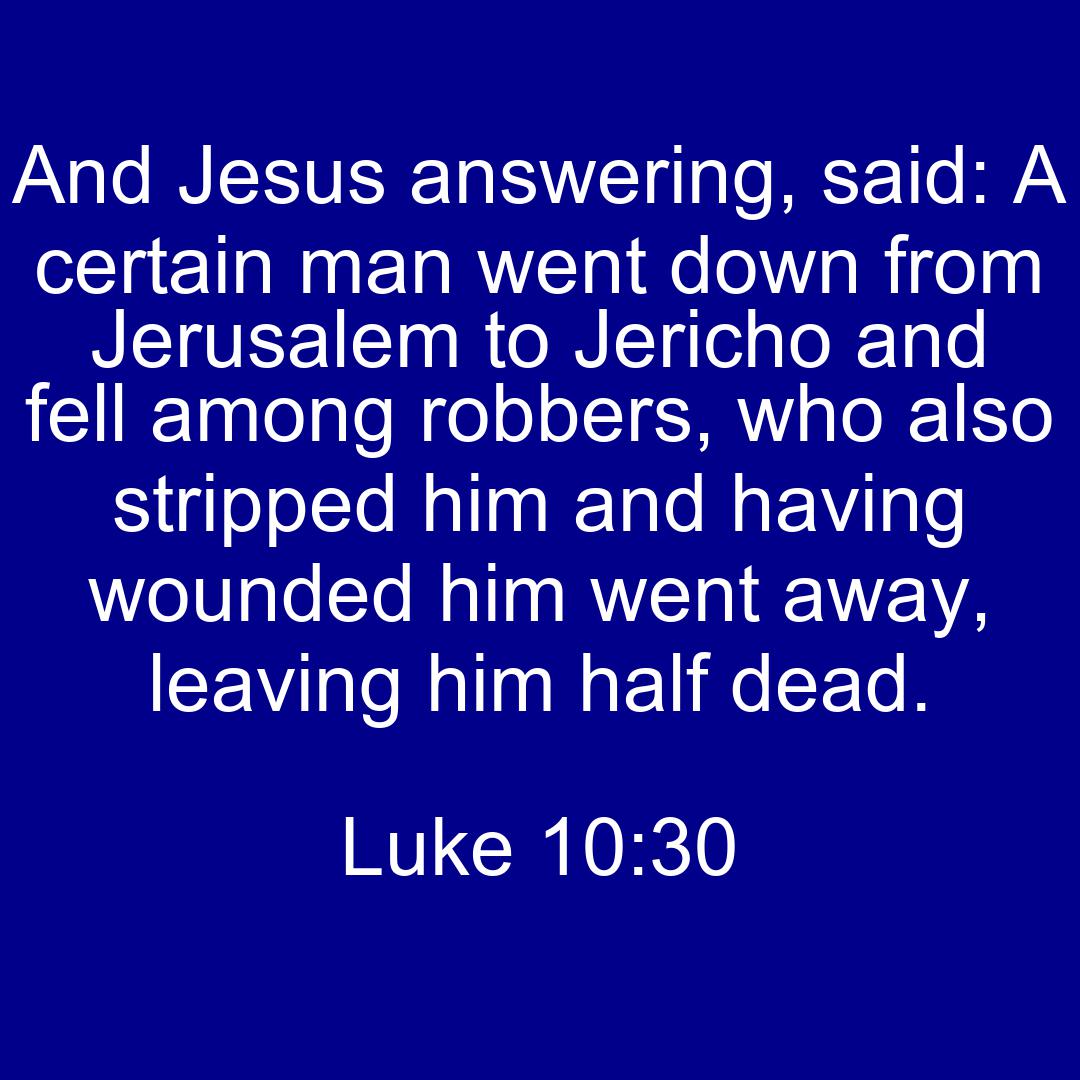 And Jesus answering, said: A
certain man went down from
Jerusalem to Jericho and
fell among robbers, who also
stripped him and having
wounded him went away,
leaving him half dead.
Luke 10:30